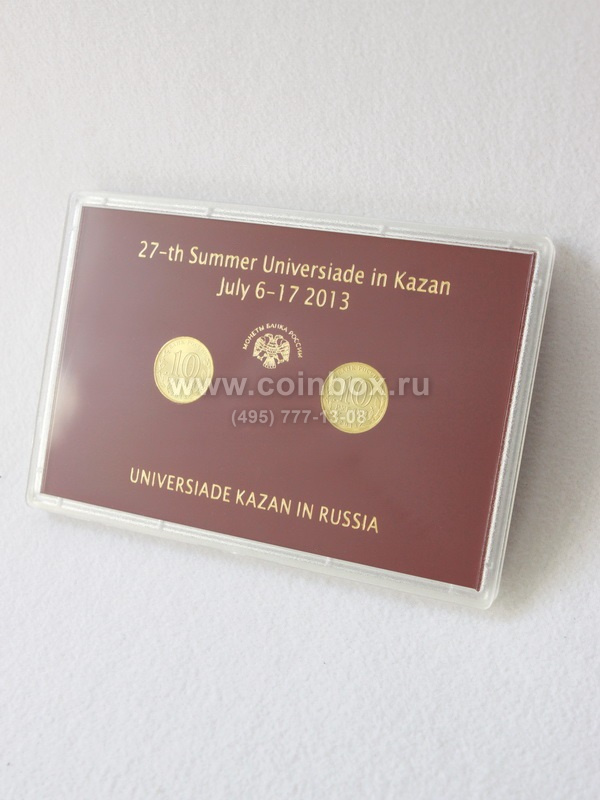 27-th Summer Universiade in Kazan
July 6-17 2013
МОНЕТЫ БАНКА РОССИИ
10
10
www.coinbox.ru
(495) 777-13-08
UNIVERSIADE KAZAN IN RUSSIA